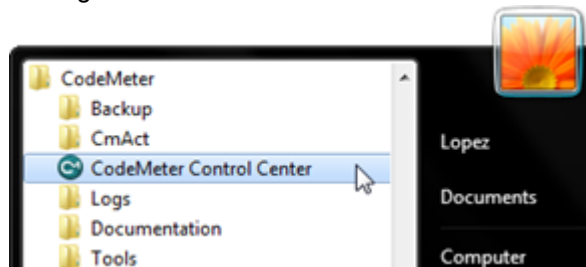 CodeMeter
Backup
CmAct
CodeMeter Control Center
Logs
Documentation
Tools
Lopez
Documents
Computer